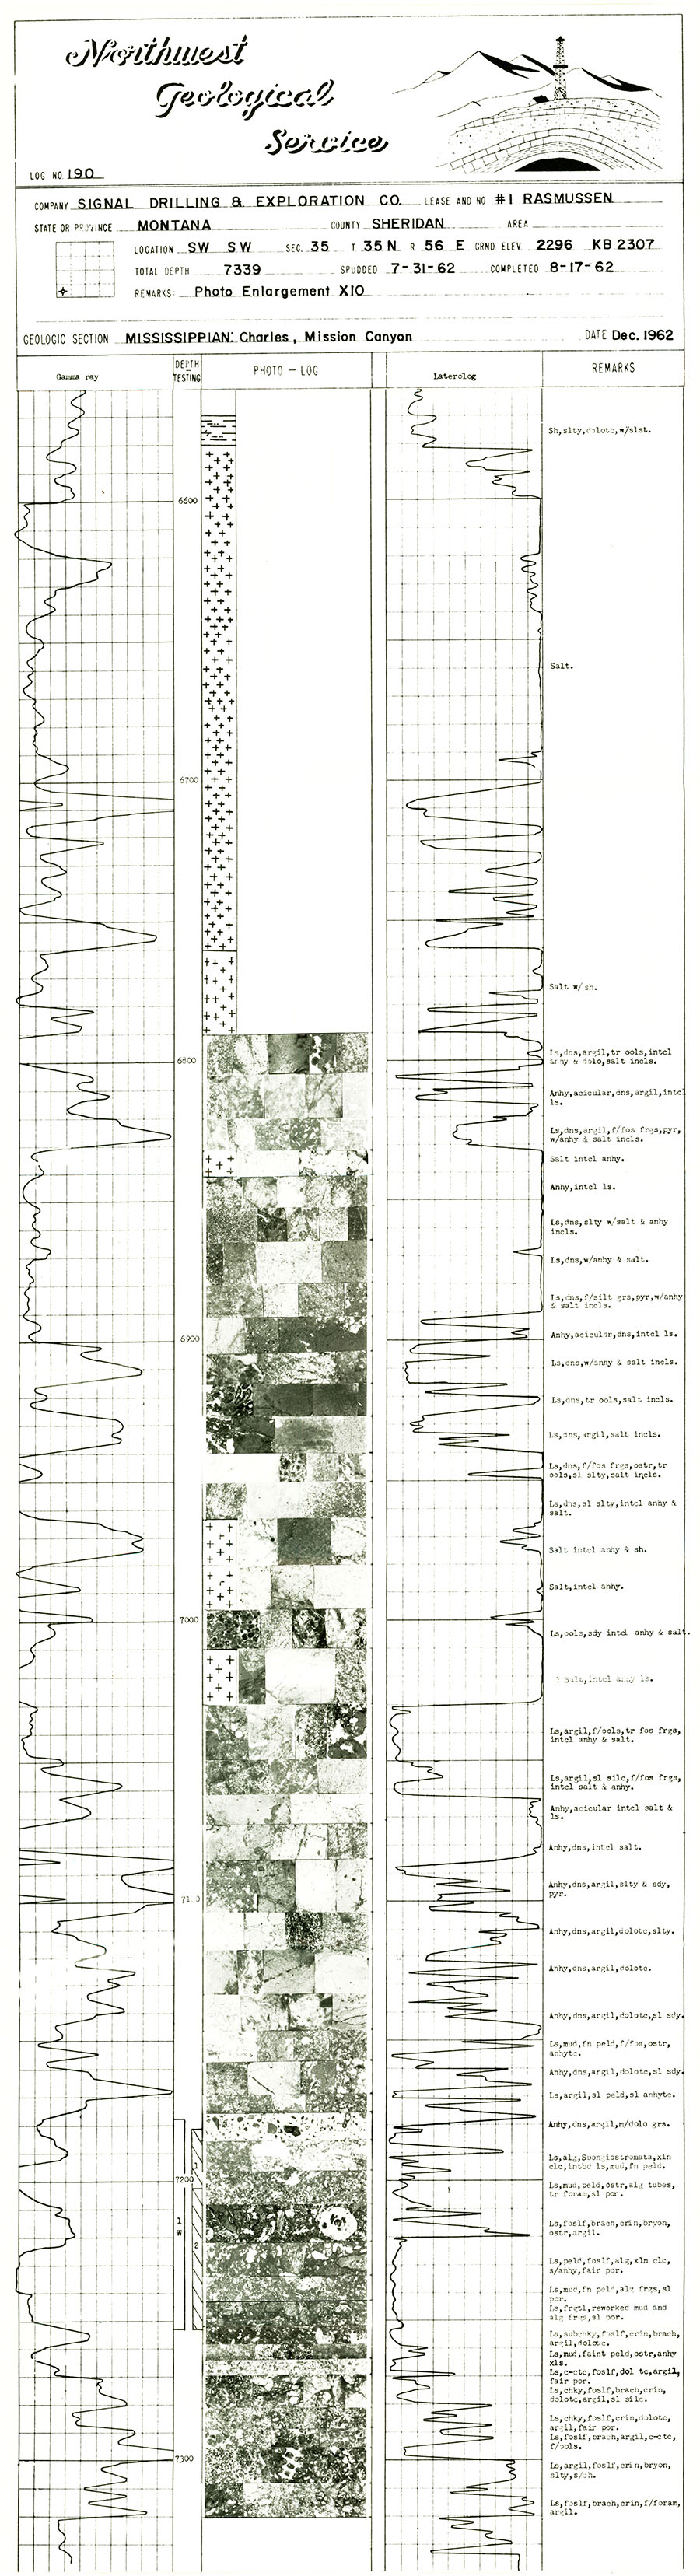 Northwest
Geological
Service
LOG NO. 190
COMPANY SIGNAL DRILLING & EXPLORATION CO. LEASE AND NO #1 RASMUSSEN
STATE OR PROVINCE MONTANA COUNTY SHERIDAN AREA
LOCATION SW SW SEC. 35 T 35 N R 56 E GRND. ELEV 2296 KB 2307
TOTAL DEPTH 7339 SPUDDED 7-31-62 COMPLETED 8-17-62
REMARKS: Photo Enlargement X10
GEOLOGIC SECTION MISSISSIPPIAN: Charles, Mission Canyon DATE Dec. 1962
Gamma ray
DEPTH
TESTING
PHOTO - LOG
Laterolog
REMARKS
Sh,slty,dolotc,w/slst.
6600
Salt.
6700
Salt w/sh.
6800
Ls,dns,argil,tr ools,intcl
anhy & dolo,salt incls.
Anhy,acicular,dns,argil,intcl
ls.
Ls,dns,argil,f/fos frgs,pyr,
w/anhy & salt incls.
Salt intcl anhy.
Anhy,intcl ls.
Ls,dns,slty w/salt & anhy
incls.
Ls,dns,w/anhy & salt.
Ls,dns,f/silt grs,pyr,w/anhy
& salt incls.
6900
Anhy,acicular,dns,intcl ls.
Ls,dns,w/anhy & salt incls.
Ls,dns,tr ools,salt incls.
Ls,dns,argil,salt incls.
Ls,dns,f/fos frgs,ostr,tr
ools,sl slty,salt incls.
Ls,dns,sl slty,intcl anhy &
salt.
Salt intcl anhy & sh.
Salt,intcl anhy.
7000
Ls,ools,sdy intcl anhy & salt.
Salt,intcl anhy ls.
Ls,argil,f/ools,tr fos frgs,
intcl anhy & salt.
Ls,argil,sl silc,f/fos frgs,
intcl salt & anhy.
Anhy,acicular intcl salt &
ls.
Anhy,dns,intcl salt.
Anhy,dns,argil,slty & sdy,
pyr.
7100
Anhy,dns,argil,dolotc,slty.
Anhy,dns,argil,dolotc.
Anhy,dns,argil,dolotc,sl sdy.
Ls,mud,fn peld,f/fos,ostr,
anhytc.
Anhy,dns,argil,dolotc,sl sdy.
Ls,argil,sl peld,sl anhytc.
Anhy,dns,argil,m/dolo grs.
1
Ls,alg,Spongiostromata,xln
clc,intbd ls,mud,fn peld.
7200
Ls,mud,peld,ostr,alg tubes,
tr foram,sl por.
1
W
Ls,foslf,brach,crin,bryon,
ostr,argil.
2
Ls,peld,foslf,alg,xln clc,
s/anhy,fair por.
Ls,mud,fn peld,alg frgs,sl
por.
Ls,frgtl,reworked mud and
alg frgs,sl por.
Ls,subchky,foslf,crin,brach,
argil,dolotc.
Ls,mud,faint peld,ostr,anhy
xls.
Ls,c-ctc,foslf,dol tc,argil,
fair por.
Ls,chky,foslf,brach,crin,
dolotc,argil,sl silc.
Ls,chky,foslf,crin,dolotc,
argil,fair por.
Ls,foslf,brach,argil,c-ctc,
f/ools.
7300
Ls,argil,foslf,crin,bryon,
slty,s/ch.
Ls,foslf,brach,crin,f/foram,
argil.